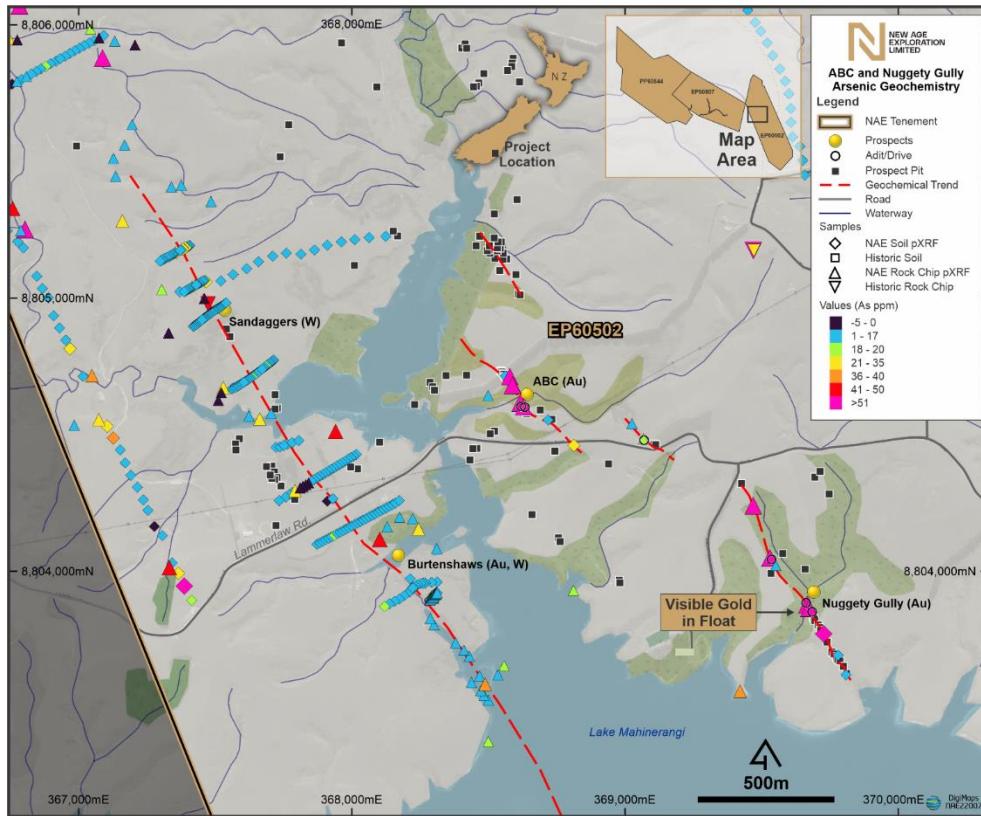 8,806,000mN
368,000mE
N Z
Project
Location
PP60544
EP60807
EP60502
Map
Area
NEW AGE
EXPLORATION
LIMITED
ABC and Nuggety Gully
Arsenic Geochemistry
Legend
NAE Tenement
Prospects
Adit/Drive
Prospect Pit
Geochemical Trend
Road
Waterway
Samples
NAE Soil pXRF
Historic Soil
NAE Rock Chip pXRF
Historic Rock Chip
Values (As ppm)
-5 - 0
1 - 17
18 - 20
21 - 35
36 - 40
41 - 50
>51
8,805,000mN
Sandaggers (W)
EP60502
ABC (Au)
Lammerlaw Rd.
8,804,000mN
Burtenshaws (Au, W)
8,804,000mN
Visible Gold
in Float
Nuggety Gully (Au)
Lake Mahinerangi
500m
367,000mE
368,000mE
369,000mE
370,000mE
DigiMaps
NAE22007